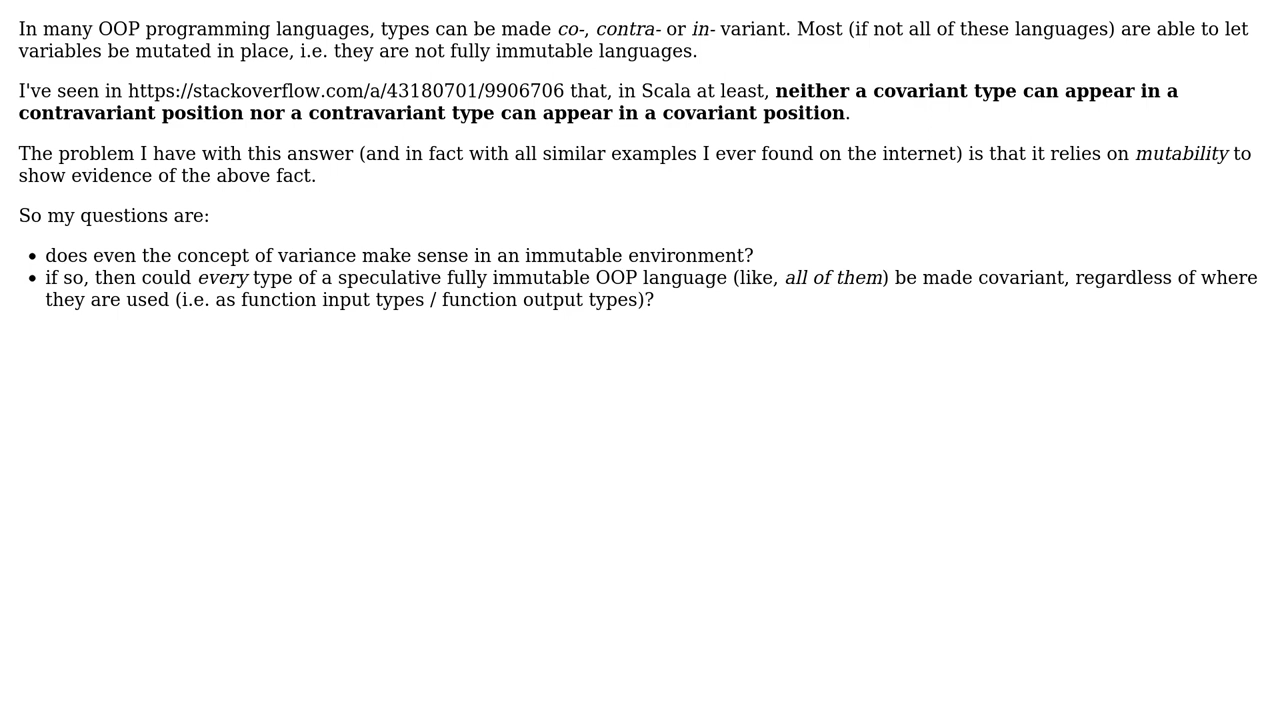 In many OOP programming languages, types can be made co-, contra- or in- variant. Most (if not all of these languages) are able to let
variables be mutated in place, i.e. they are not fully immutable languages.
I've seen in https://stackoverflow.com/a/43180701/9906706 that, in Scala at least, neither a covariant type can appear in a
contravariant position nor a contravariant type can appear in a covariant position.
The problem I have with this answer (and in fact with all similar examples I ever found on the internet) is that it relies on mutability to
show evidence of the above fact.
So my questions are:
• does even the concept of variance make sense in an immutable environment?
• if so, then could every type of a speculative fully immutable OOP language (like, all of them) be made covariant, regardless of where
they are used (i.e. as function input types / function output types)?